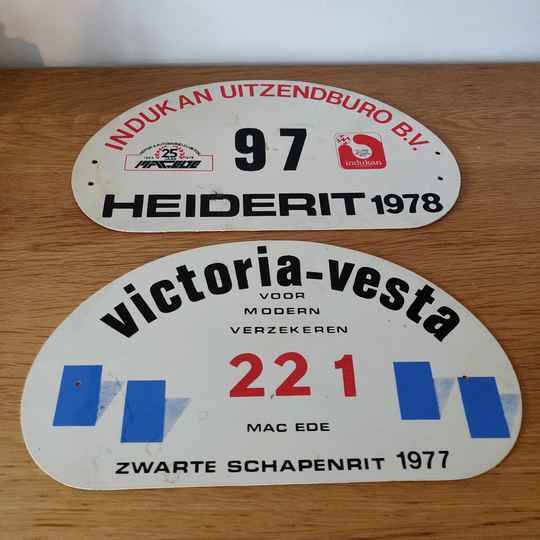 INDUKAN UITZENDBURO B.V.
25
MAC-EDE
97
indukan
HEIDERIT 1978
victoria-vesta
VOOR
MODERN
VERZEKEREN
221
MAC EDE
ZWARTE SCHAPENRIT 1977